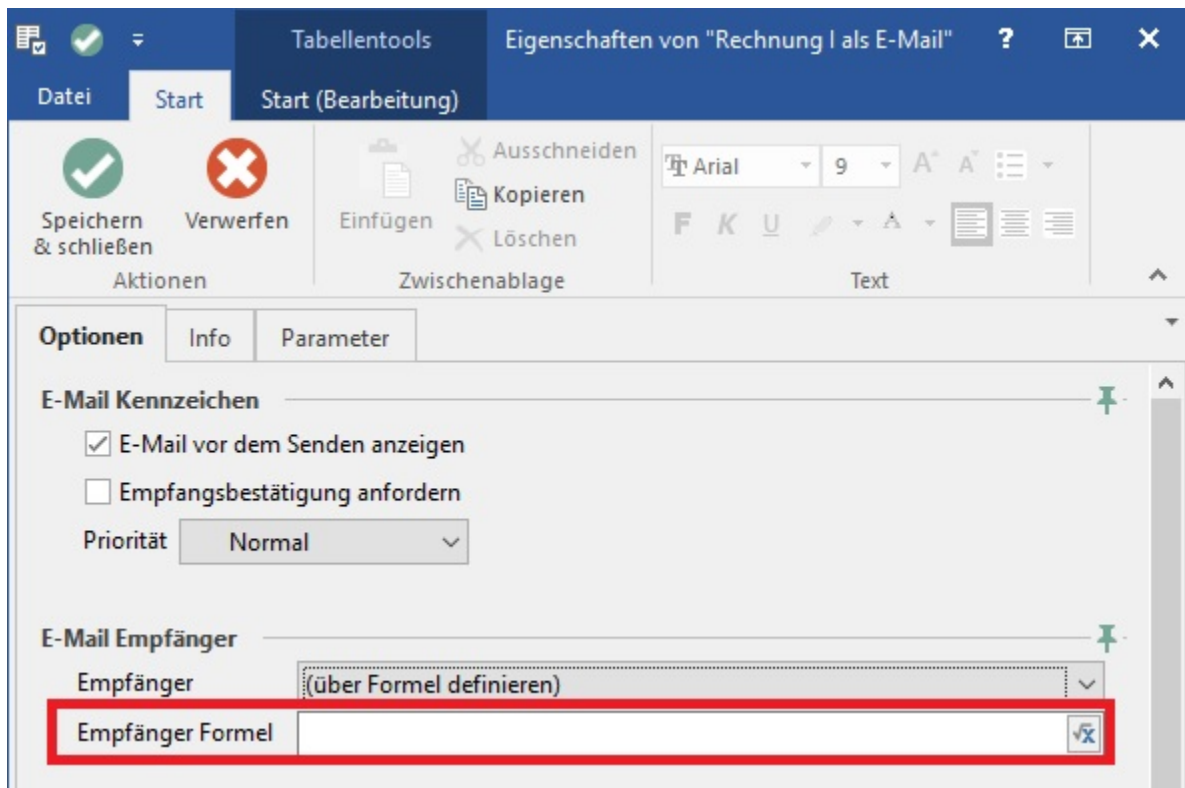 Tabellentools Eigenschaften von "Rechnung I als E-Mail" ?
Datei Start Start (Bearbeitung)
Ausschneiden
Arial 9 A A
Kopieren
Speichern & schließen Verwerfen Einfügen
F K U A
Löschen
Aktionen Zwischenablage Text
Optionen Info Parameter
E-Mail Kennzeichen
E-Mail vor dem Senden anzeigen
Empfangsbestätigung anfordern
Priorität Normal
E-Mail Empfänger
Empfänger (über Formel definieren)
Empfänger Formel √x